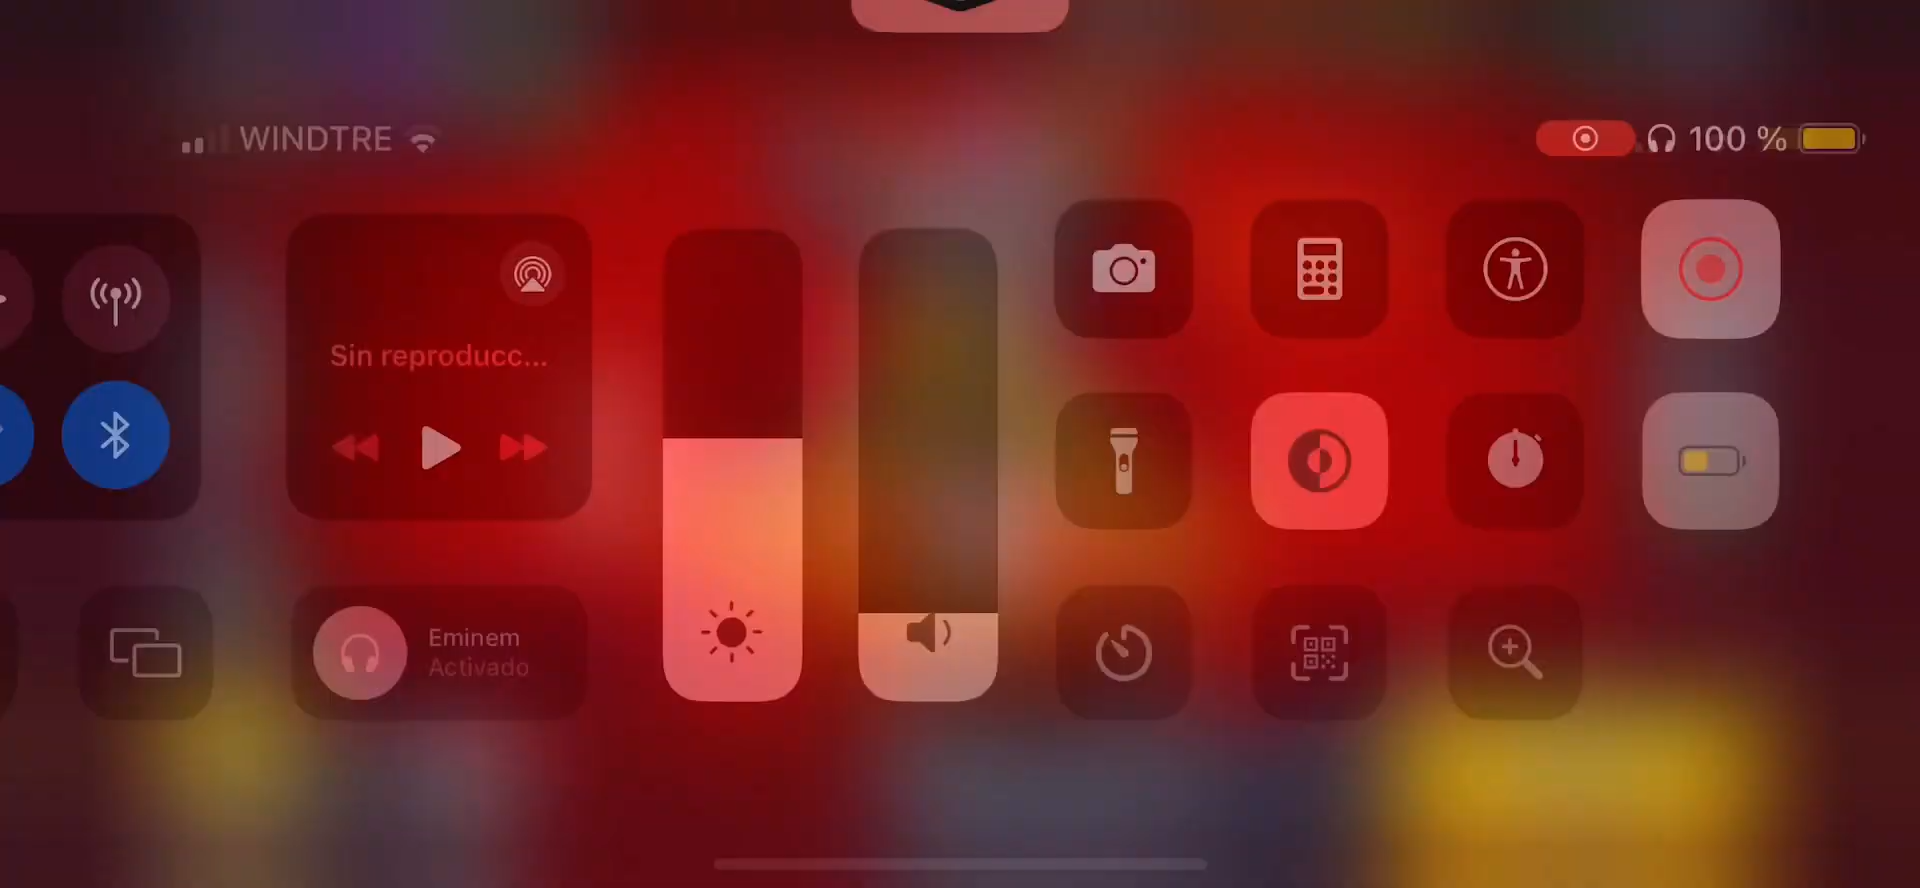 WINDTRE
100 %
Sin reproducc...
Eminem
Activado